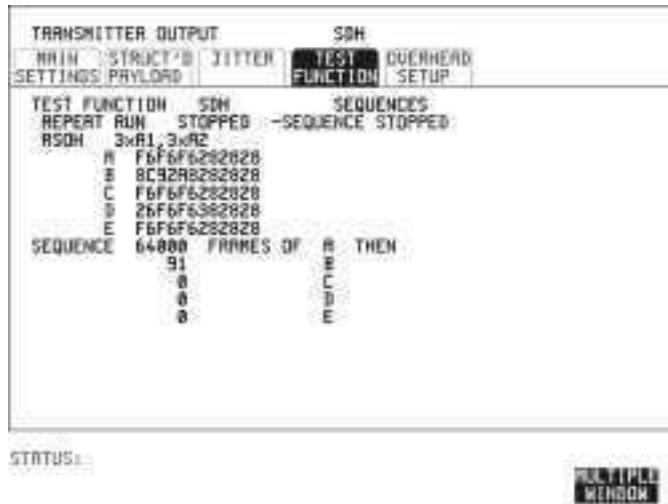 TRANSMITTER OUTPUT SDH
MAIN SETTINGS STRUCT'D PAYLOAD JITTER TEST FUNCTION OVERHEAD SETUP
TEST FUNCTION SDH SEQUENCES
REPEAT RUN STOPPED -SEQUENCE STOPPED
RSOH 3xA1,3xA2
A F6F6F6282828
B 8C92A8282828
C F6F6F6282828
D 26F6F6382828
E F6F6F6282828
SEQUENCE 64000 FRAMES OF A THEN
91 B
0 C
0 D
0 E
STATUS:
MULTIPLE
WINDOW